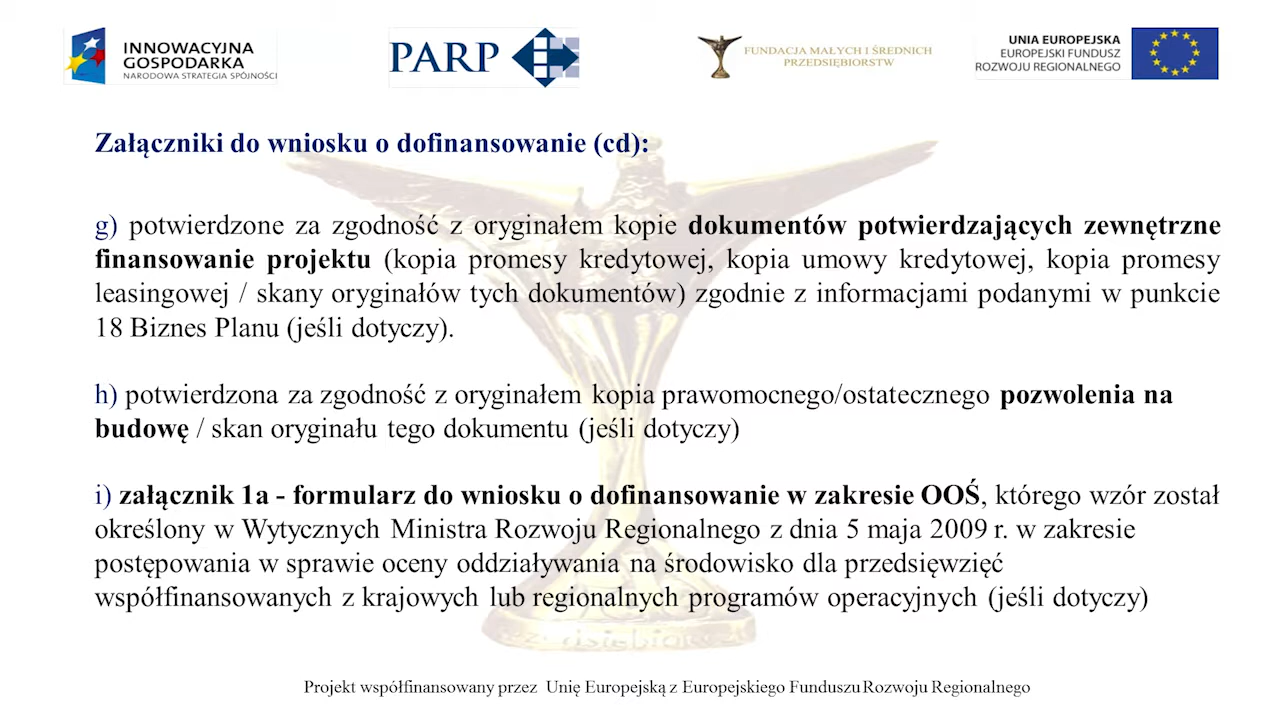 INNOWACYJNA
GOSPODARKA
NARODOWA STRATEGIA SPÓJNOŚCI
PARP
FUNDACJA MAŁYCH I ŚREDNICH
PRZEDSIĘBIORSTW
UNIA EUROPEJSKA
EUROPEJSKI FUNDUSZ
ROZWOJU REGIONALNEGO
Załączniki do wniosku o dofinansowanie (cd):
g) potwierdzone za zgodność z oryginałem kopie dokumentów potwierdzających zewnętrzne
finansowanie projektu (kopia promesy kredytowej, kopia umowy kredytowej, kopia promesy
leasingowej / skany oryginałów tych dokumentów) zgodnie z informacjami podanymi w punkcie
18 Biznes Planu (jeśli dotyczy).
h) potwierdzona za zgodność z oryginałem kopia prawomocnego/ostatecznego pozwolenia na
budowę / skan oryginału tego dokumentu (jeśli dotyczy)
i) załącznik 1a - formularz do wniosku o dofinansowanie w zakresie OOŚ, którego wzór został
określony w Wytycznych Ministra Rozwoju Regionalnego z dnia 5 maja 2009 r. w zakresie
postępowania w sprawie oceny oddziaływania na środowisko dla przedsięwzięć
współfinansowanych z krajowych lub regionalnych programów operacyjnych (jeśli dotyczy)
Projekt współfinansowany przez Unię Europejską z Europejskiego Funduszu Rozwoju Regionalnego